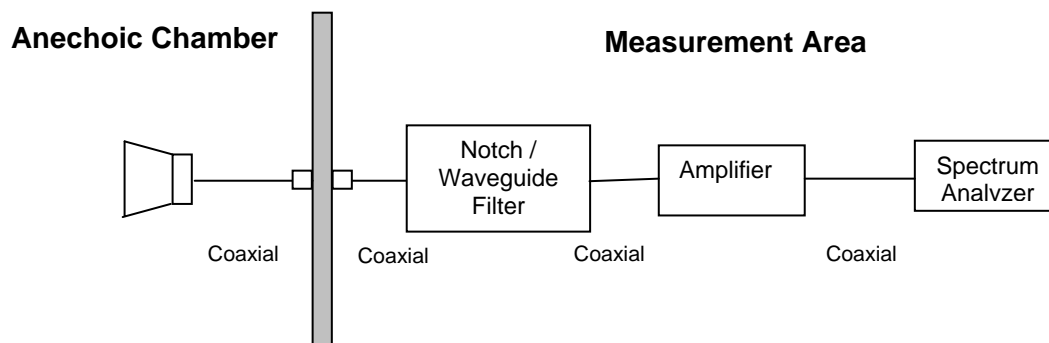 Anechoic Chamber
Measurement Area
Notch /
Waveguide
Filter
Amplifier
Spectrum
Analvzer
Coaxial
Coaxial
Coaxial
Coaxial